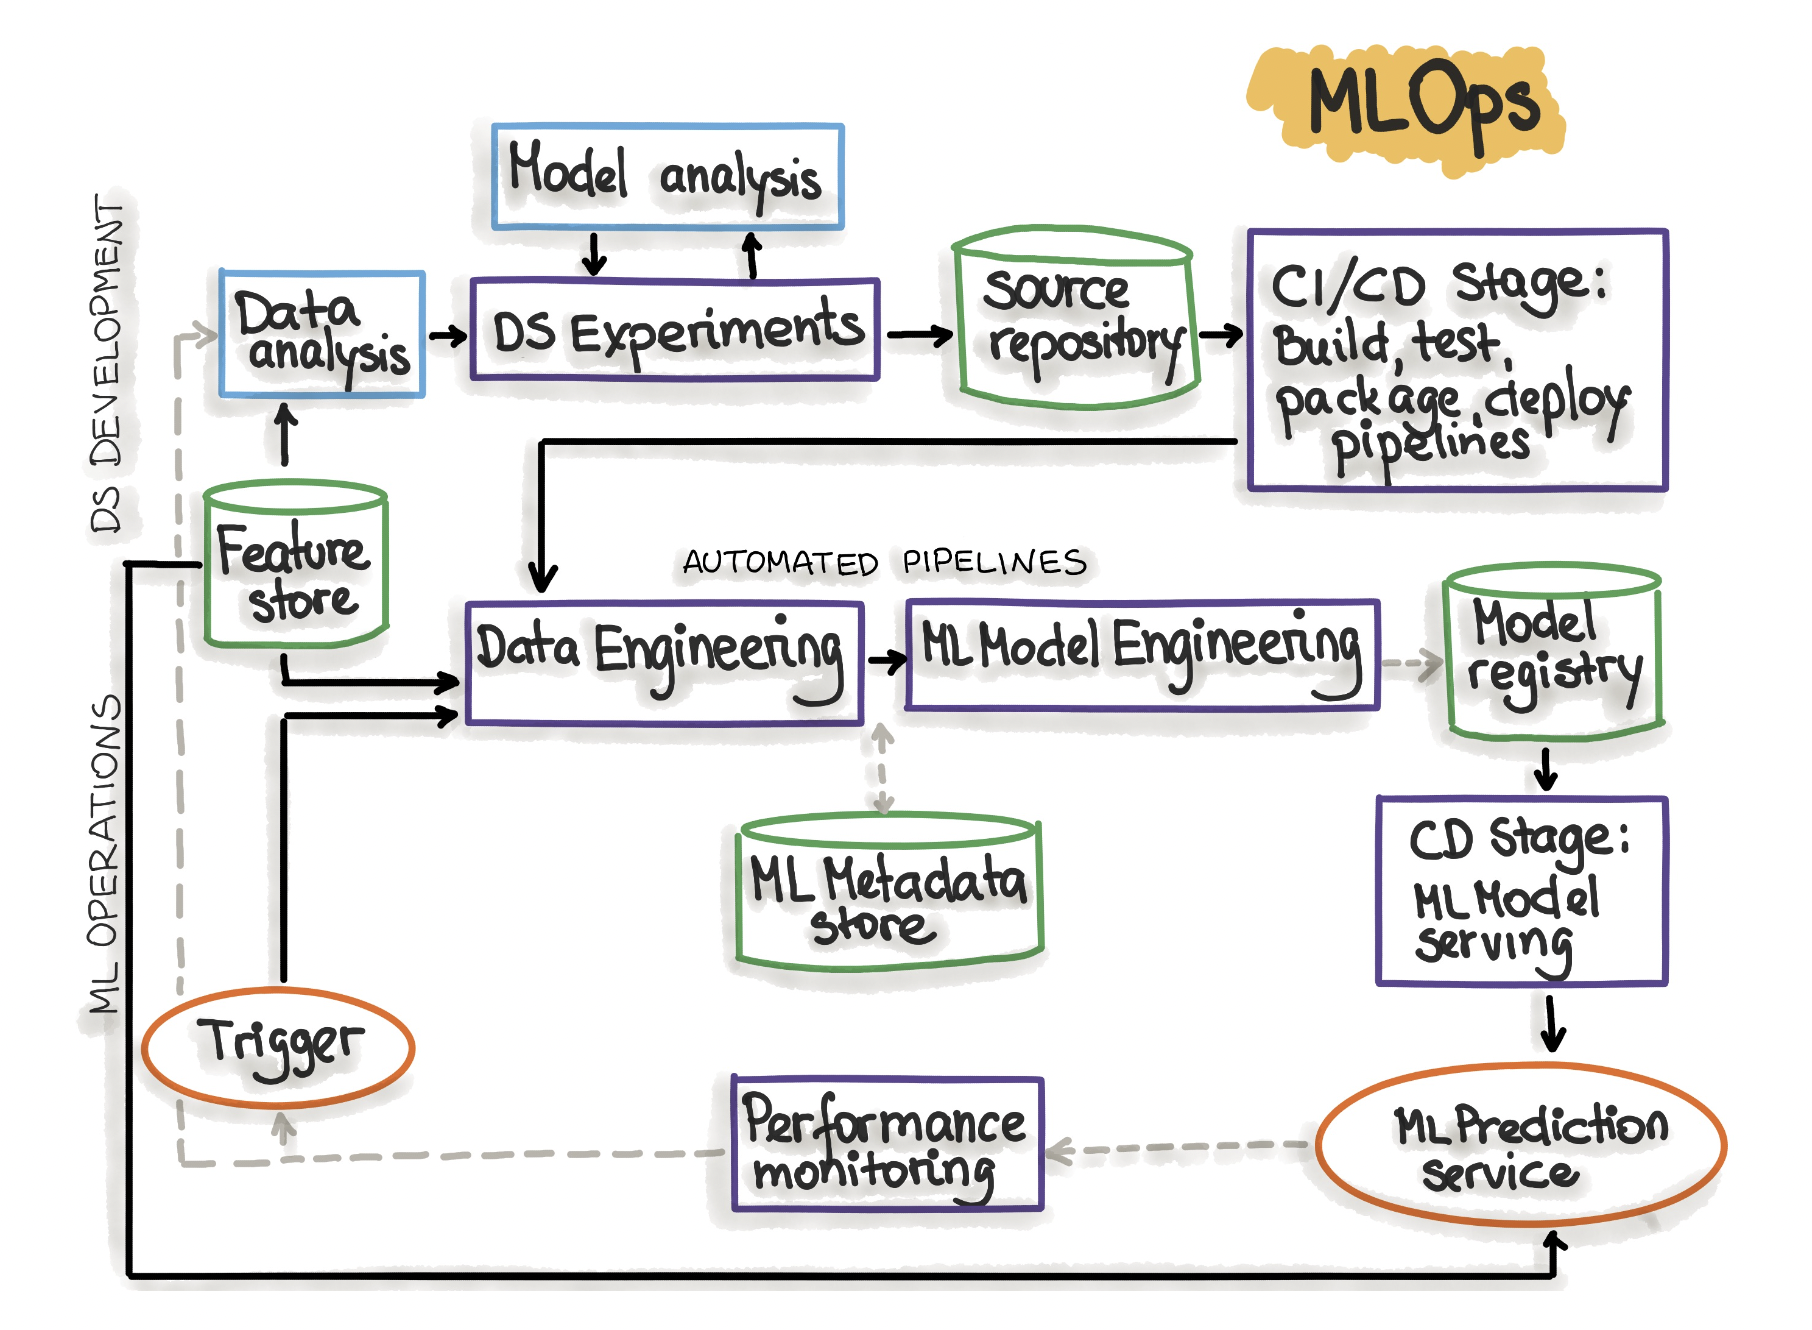 MLOps
Model analysis
DS DEVELOPMENT
Data
analysis
DS Experiments
Source
repository
CI/CD Stage:
Build, test,
package, deploy
pipelines
Feature
store
AUTOMATED PIPELINES
Data Engineering
ML Model Engineering
Model
registry
ML OPERATIONS
ML Metadata
store
CD Stage:
ML Model
serving
Trigger
Performance
monitoring
ML Prediction
service